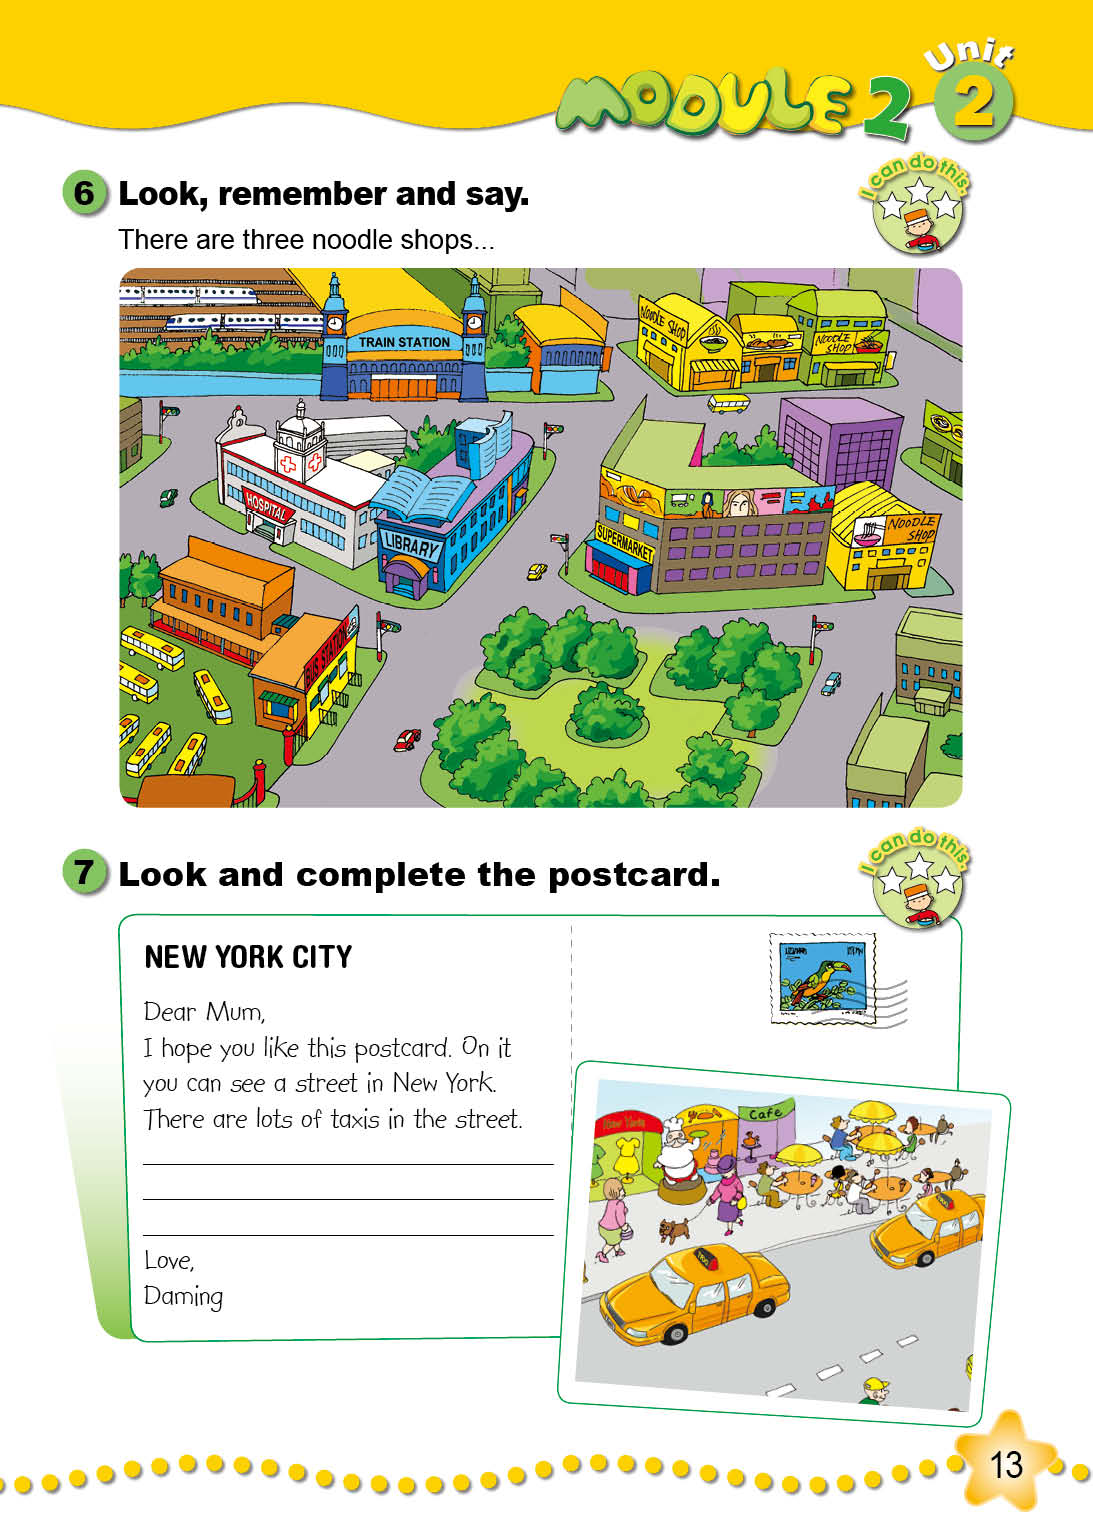 MODULE 2
Unit
2
6 Look, remember and say.
I can do this.
There are three noodle shops...
TRAIN STATION
NOODLE SHOP
NOODLE
SHOP
HOSPITAL
LIBRARY
SUPERMARKET
NOODLE
SHOP
BUS STATION
7 Look and complete the postcard.
I can do this.
NEW YORK CITY
Dear Mum,
I hope you like this postcard. On it
you can see a street in New York.
There are lots of taxis in the street.
Love,
Daming
New York
Cafe
13